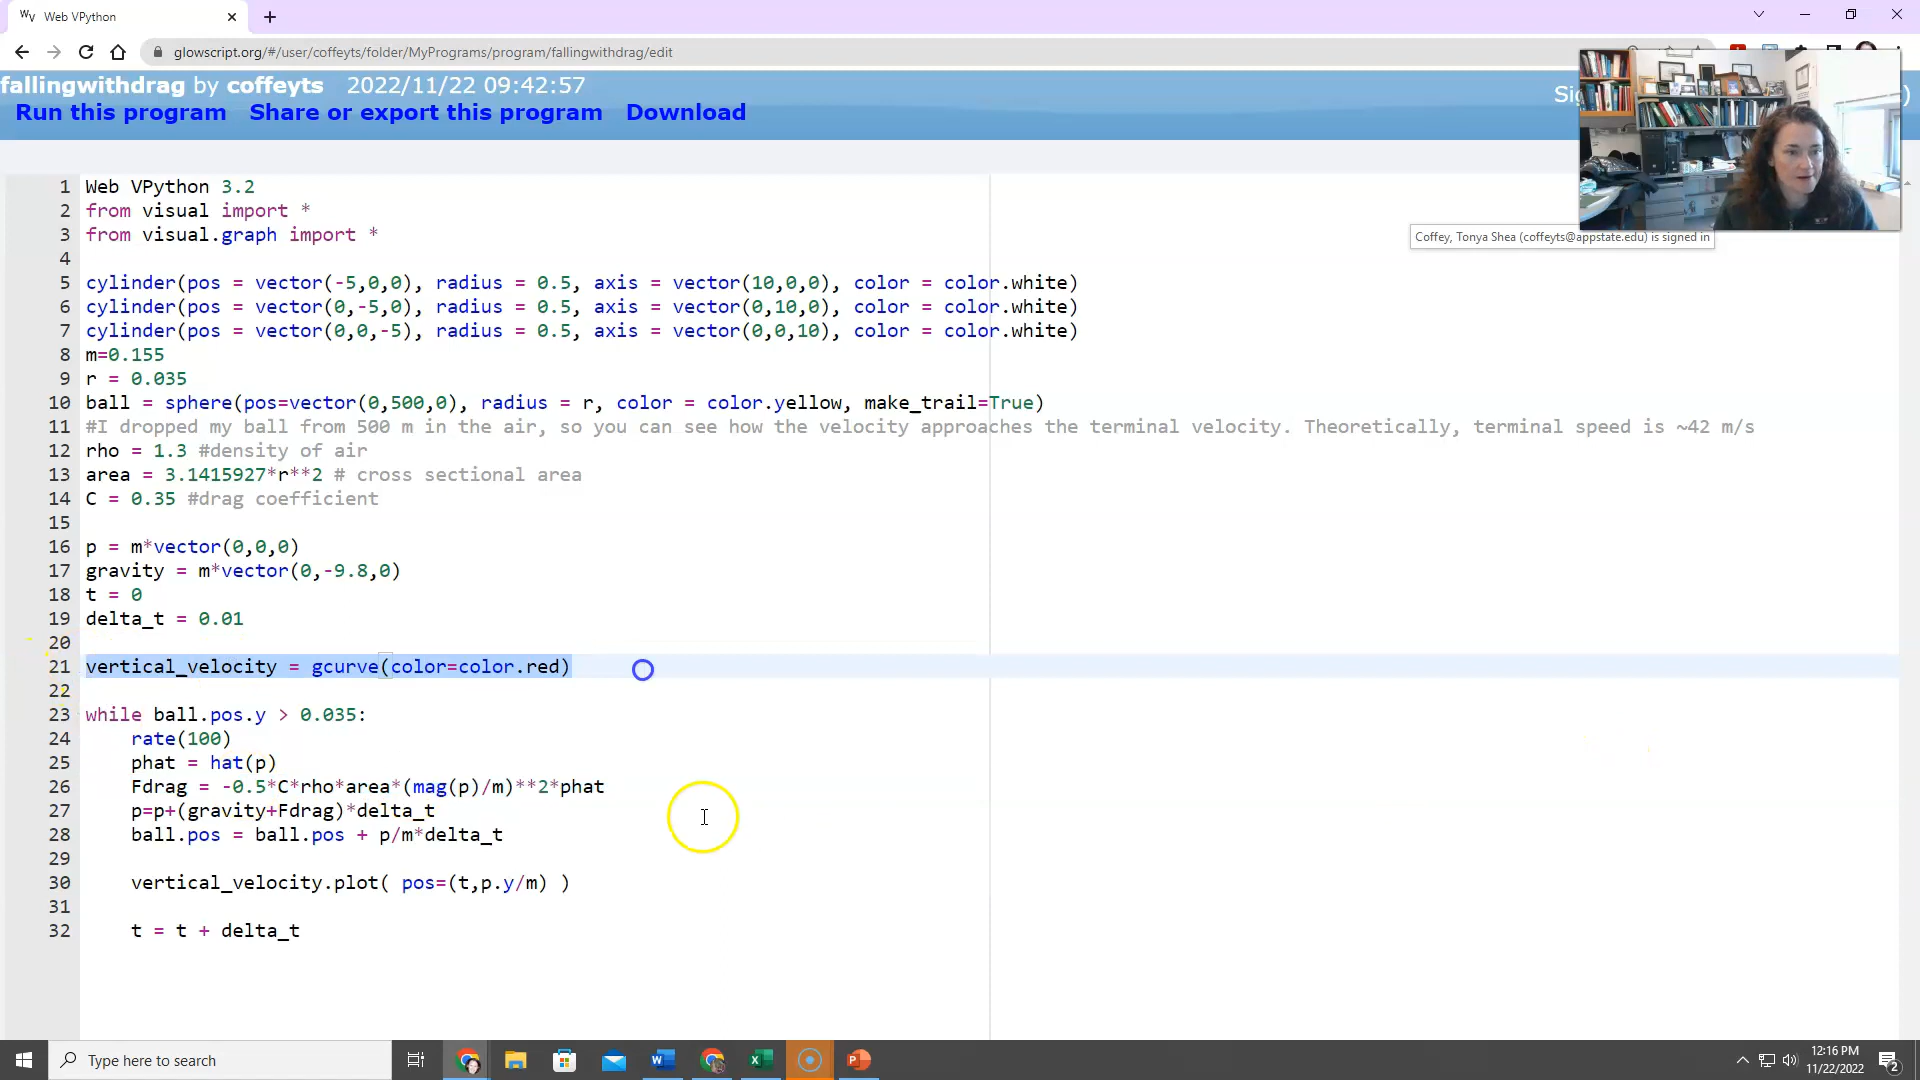 Web VPython
glowscript.org/#/user/coffeyts/folder/MyPrograms/program/fallingwithdrag/edit
fallingwithdrag by coffeyts 2022/11/22 09:42:57
Run this program Share or export this program Download
Coffey, Tonya Shea (coffeyts@appstate.edu) is signed in
1 Web VPython 3.2
2 from visual import *
3 from visual.graph import *
4
5 cylinder(pos = vector(-5,0,0), radius = 0.5, axis = vector(10,0,0), color = color.white)
6 cylinder(pos = vector(0,-5,0), radius = 0.5, axis = vector(0,10,0), color = color.white)
7 cylinder(pos = vector(0,0,-5), radius = 0.5, axis = vector(0,0,10), color = color.white)
8 m=0.155
9 r = 0.035
10 ball = sphere(pos=vector(0,500,0), radius = r, color = color.yellow, make_trail=True)
11 #I dropped my ball from 500 m in the air, so you can see how the velocity approaches the terminal velocity. Theoretically, terminal speed is ~42 m/s
12 rho = 1.3 #density of air
13 area = 3.1415927*r**2 # cross sectional area
14 C = 0.35 #drag coefficient
15
16 p = m*vector(0,0,0)
17 gravity = m*vector(0,-9.8,0)
18 t = 0
19 delta_t = 0.01
20
21 vertical_velocity = gcurve(color=color.red)
22
23 while ball.pos.y > 0.035:
24 rate(100)
25 phat = hat(p)
26 Fdrag = -0.5*C*rho*area*(mag(p)/m)**2*phat
27 p=p+(gravity+Fdrag)*delta_t
28 ball.pos = ball.pos + p/m*delta_t
29
30 vertical_velocity.plot( pos=(t,p.y/m) )
31
32 t = t + delta_t
Type here to search
12:16 PM
11/22/2022
2